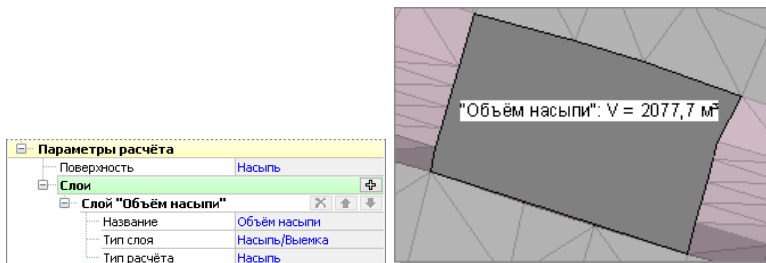 "Объём насыпи": V = 2077,7 м³
Параметры расчёта
Поверхность Насыпь
Слои
Слой "Объём насыпи"
Название Объём насыпи
Тип слоя Насыпь/Выемка
Тип расчёта Насыпь